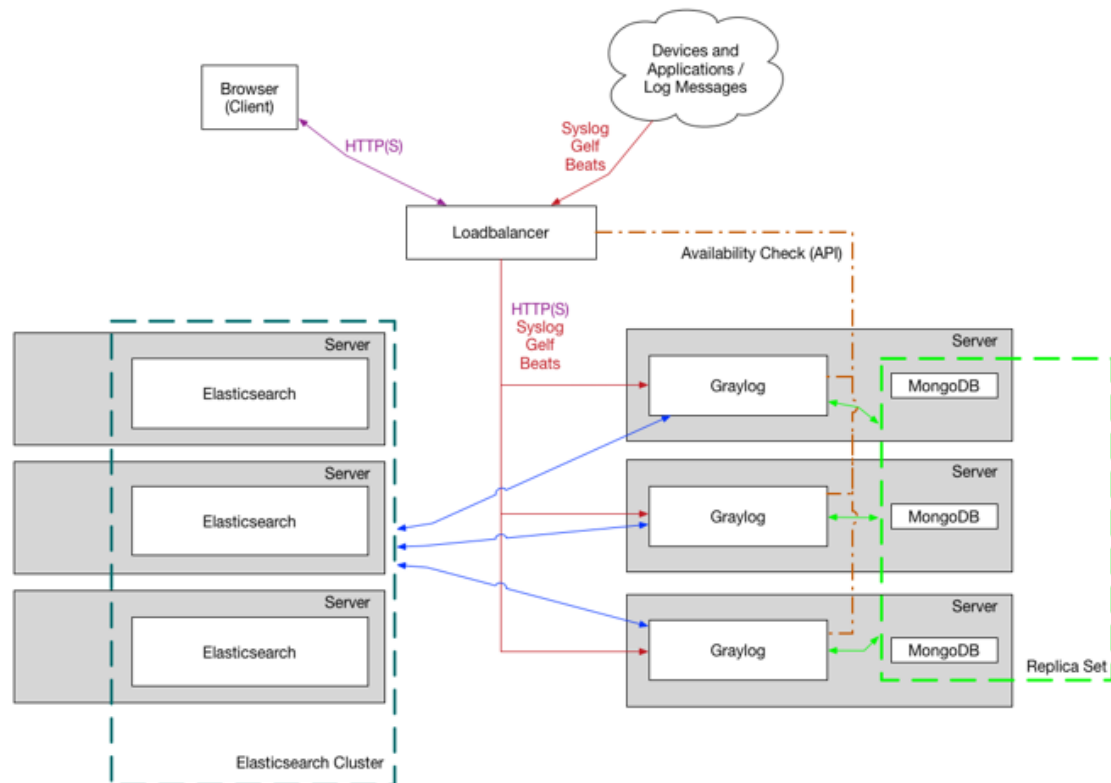 Devices and
Applications /
Log Messages
Browser
(Client)
HTTP(S)
Syslog
Gelf
Beats
Loadbalancer
Availability Check (API)
HTTP(S)
Syslog
Gelf
Beats
Server
Elasticsearch
Server
Elasticsearch
Server
Elasticsearch
Elasticsearch Cluster
Server
Graylog
MongoDB
Server
Graylog
MongoDB
Server
Graylog
MongoDB
Replica Set